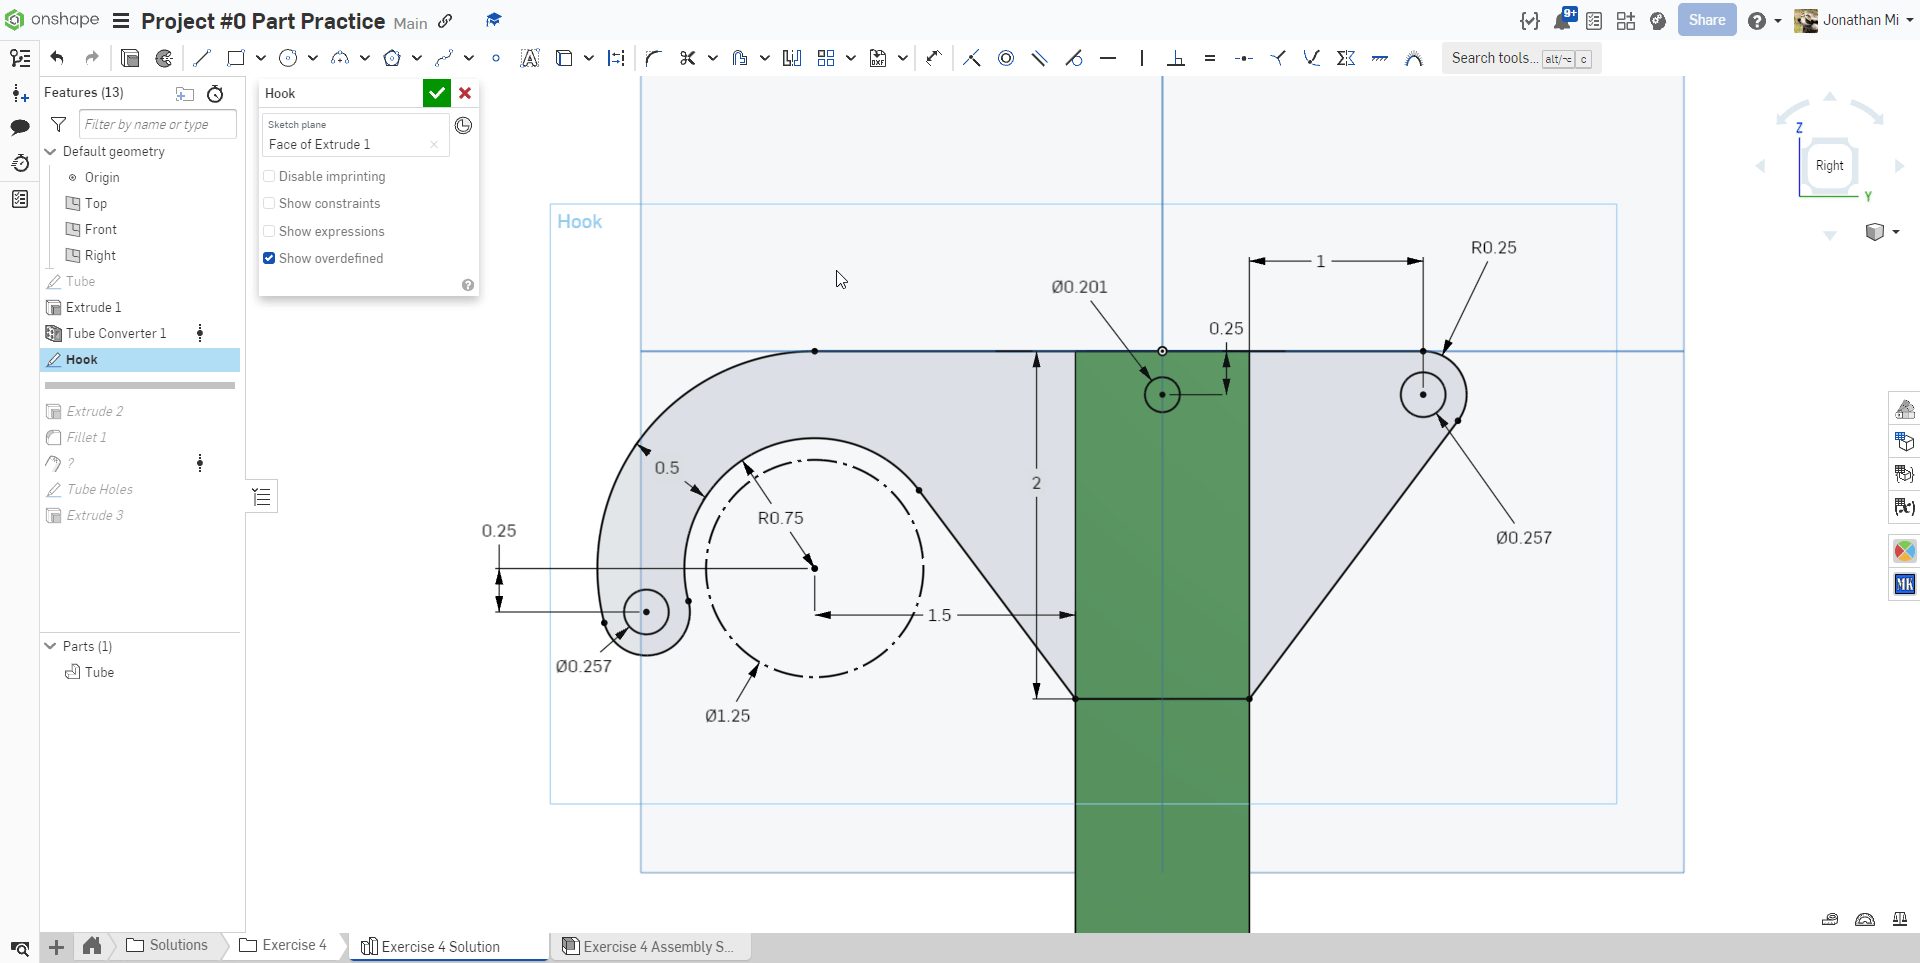 onshape
Project #0 Part Practice Main
9+
Share
Jonathan Mi
DXF
Search tools... alt/⌥ c
Features (13)
Filter by name or type
Default geometry
Origin
Top
Front
Right
Tube
Extrude 1
Tube Converter 1
Hook
Extrude 2
Fillet 1
?
Tube Holes
Extrude 3
Parts (1)
Tube
Hook
Sketch plane
Face of Extrude 1
Disable imprinting
Show constraints
Show expressions
Show overdefined
Hook
Z
Right
Y
R0.25
1
Ø0.201
0.25
0.5
2
R0.75
0.25
Ø0.257
1.5
Ø0.257
Ø1.25
(x)
MK
Solutions
Exercise 4
Exercise 4 Solution
Exercise 4 Assembly S...